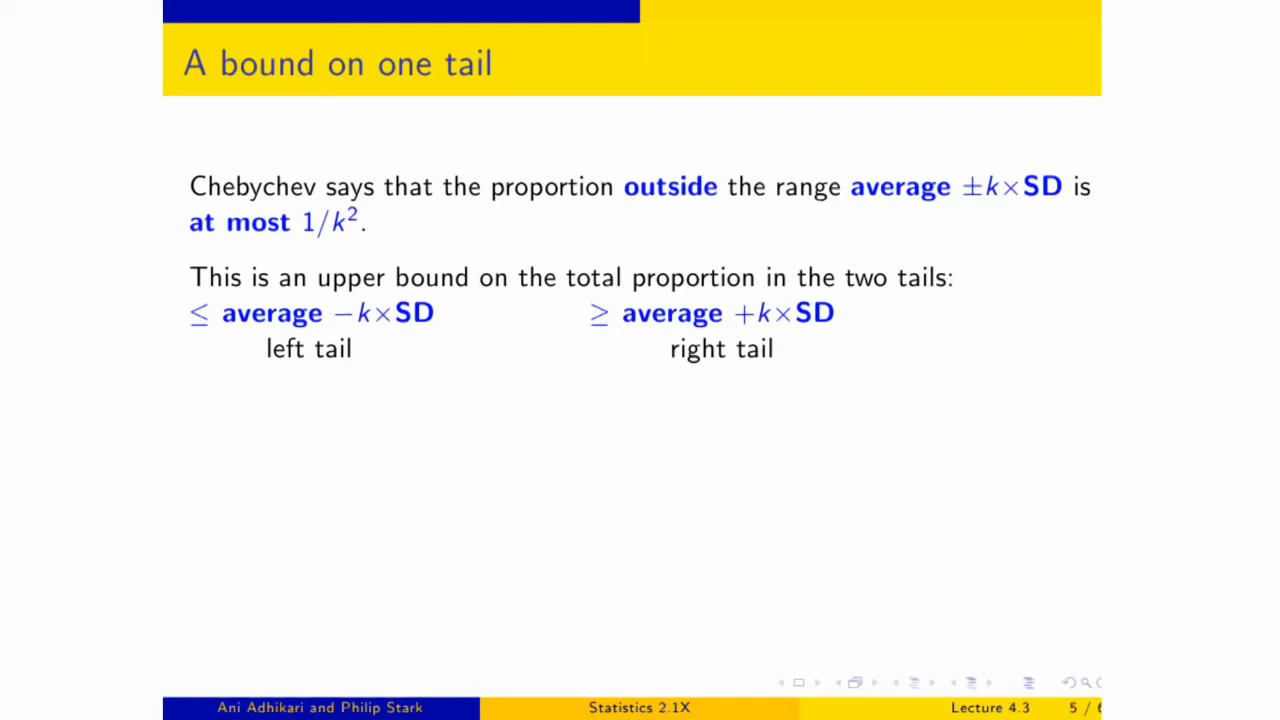 A bound on one tail
Chebychev says that the proportion outside the range average ±k×SD is
at most 1/k².
This is an upper bound on the total proportion in the two tails:
≤ average −k×SD ≥ average +k×SD
left tail right tail
Ani Adhikari and Philip Stark Statistics 2.1X Lecture 4.3 5 / 6